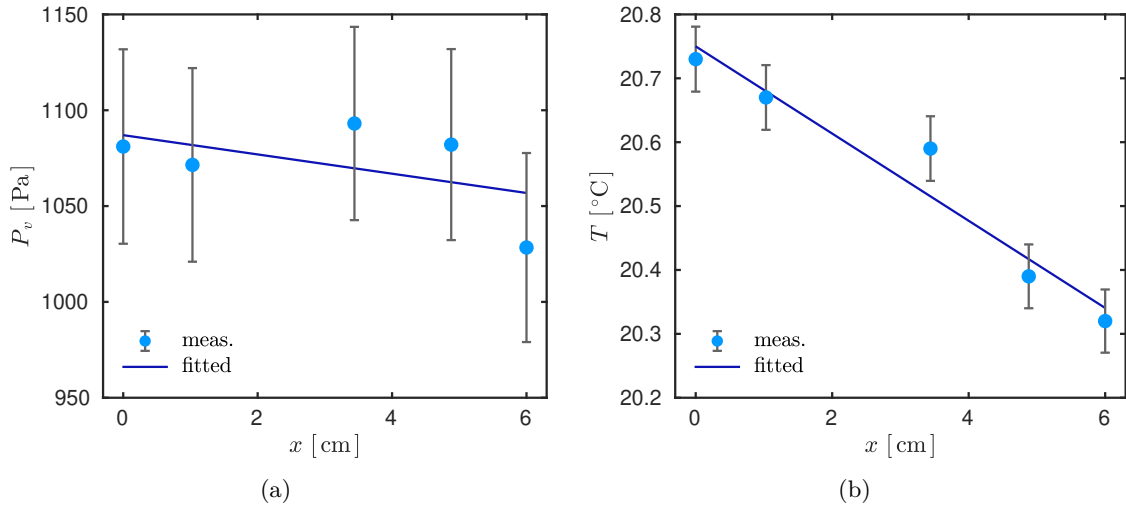 1150
1100
1050
1000
950
P_v [Pa]
meas.
fitted
0 2 4 6
x [cm]
(a)
20.8
20.7
20.6
20.5
20.4
20.3
20.2
T [°C]
meas.
fitted
0 2 4 6
x [cm]
(b)